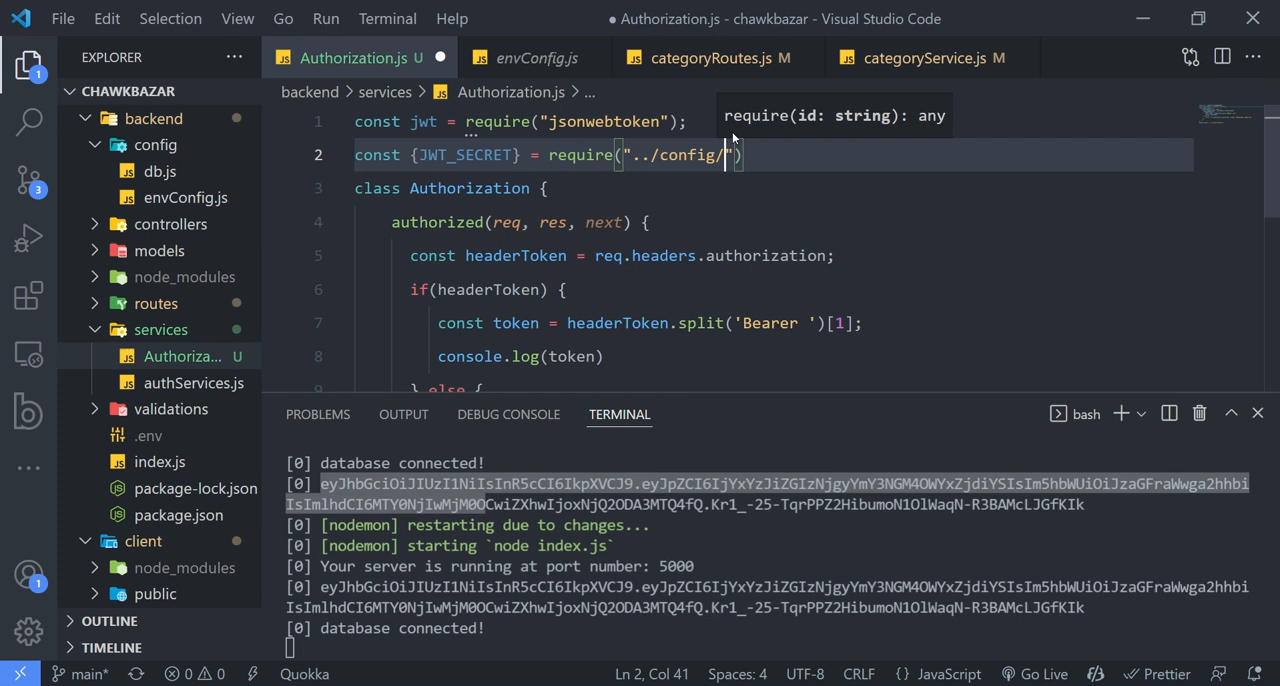 File Edit Selection View Go Run Terminal Help
● Authorization.js - chawkbazar - Visual Studio Code
EXPLORER
Authorization.js U
envConfig.js
categoryRoutes.js M
categoryService.js M
CHAWKBAZAR
backend
config
db.js
envConfig.js
controllers
models
node_modules
routes
services
Authoriza... U
authServices.js
validations
.env
index.js
package-lock.json
package.json
client
node_modules
public
OUTLINE
TIMELINE
1
3
1
backend > services > Authorization.js > ...
require(id: string): any
1 const jwt = require("jsonwebtoken");
2 const {JWT_SECRET} = require("../config/")
3 class Authorization {
4 authorized(req, res, next) {
5 const headerToken = req.headers.authorization;
6 if(headerToken) {
7 const token = headerToken.split('Bearer ')[1];
8 console.log(token)
9 } else {
PROBLEMS OUTPUT DEBUG CONSOLE TERMINAL
bash
[0] database connected!
[0] eyJhbGciOiJIUzI1NiIsInR5cCI6IkpXVCJ9.eyJpZCI6IjYxYzJiZGIzNjgyYmY3NGM4OWYxZjdiYSIsIm5hbWUiOiJzaGFraWwga2hhbi
IsImlhdCI6MTY0NjIwMjM0OCwiZXhwIjoxNjQ2ODA3MTQ4fQ.Kr1_-25-TqrPPZ2HibumoN1OlWaqN-R3BAMcLJGfKIk
[0] [nodemon] restarting due to changes...
[0] [nodemon] starting `node index.js`
[0] Your server is running at port number: 5000
[0] eyJhbGciOiJIUzI1NiIsInR5cCI6IkpXVCJ9.eyJpZCI6IjYxYzJiZGIzNjgyYmY3NGM4OWYxZjdiYSIsIm5hbWUiOiJzaGFraWwga2hhbi
IsImlhdCI6MTY0NjIwMjM0OCwiZXhwIjoxNjQ2ODA3MTQ4fQ.Kr1_-25-TqrPPZ2HibumoN1OlWaqN-R3BAMcLJGfKIk
[0] database connected!
main* 0 0 Quokka Ln 2, Col 41 Spaces: 4 UTF-8 CRLF {} JavaScript Go Live Prettier